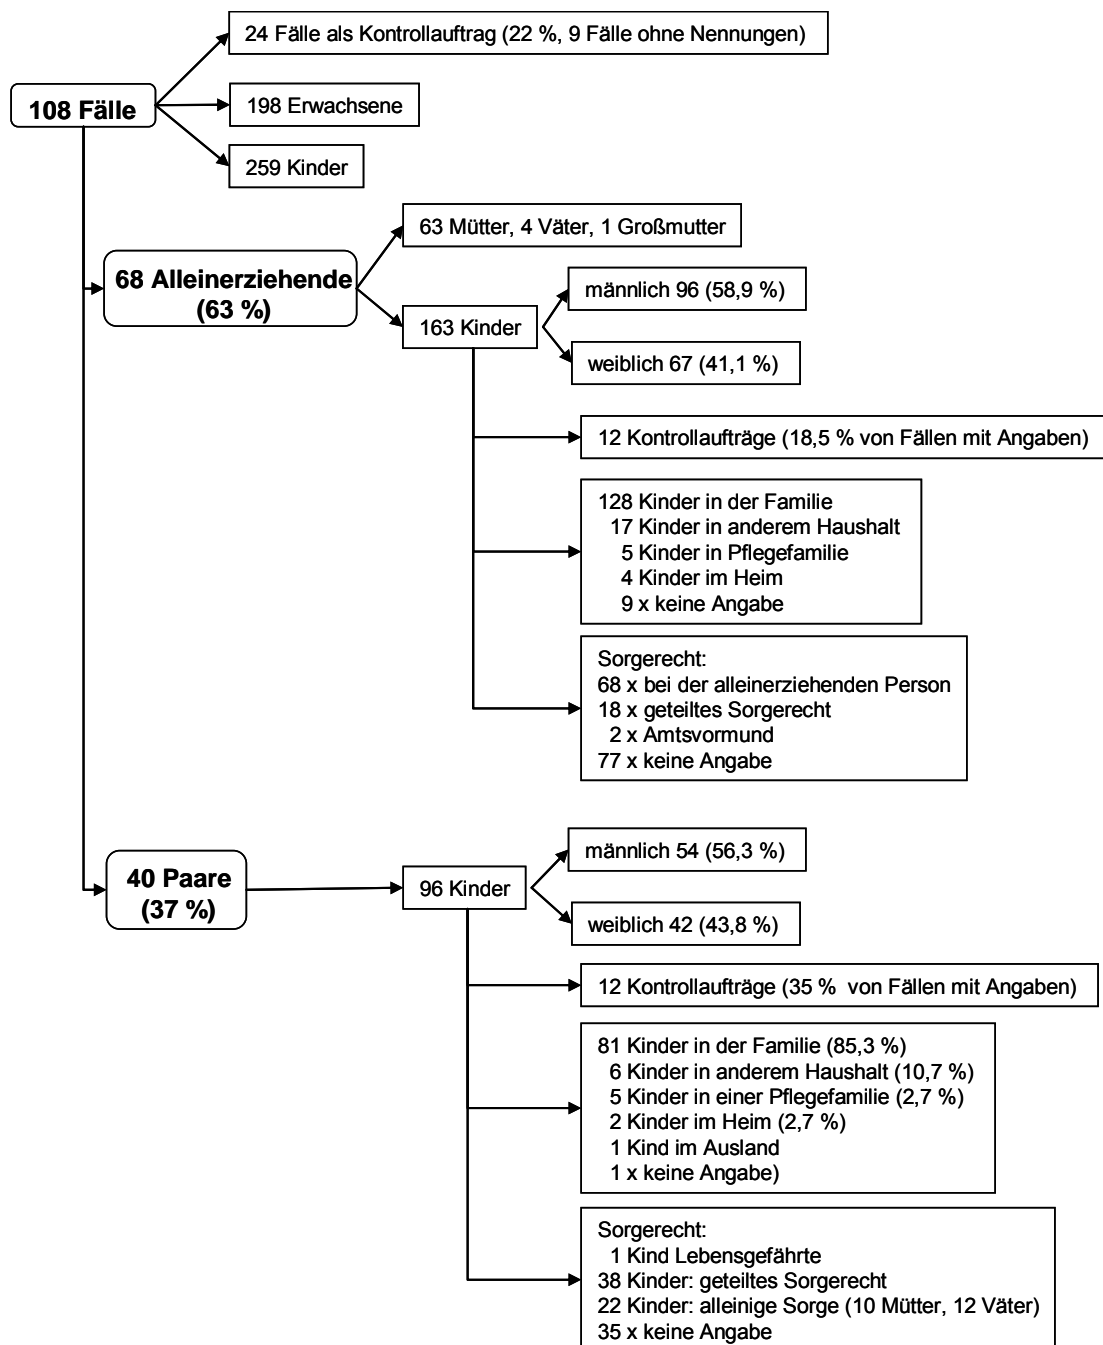 24 Fälle als Kontrollauftrag (22 %, 9 Fälle ohne Nennungen)
108 Fälle
198 Erwachsene
259 Kinder
63 Mütter, 4 Väter, 1 Großmutter
68 Alleinerziehende
(63 %)
männlich 96 (58,9 %)
163 Kinder
weiblich 67 (41,1 %)
12 Kontrollaufträge (18,5 % von Fällen mit Angaben)
128 Kinder in der Familie
17 Kinder in anderem Haushalt
5 Kinder in Pflegefamilie
4 Kinder im Heim
9 x keine Angabe
Sorgerecht:
68 x bei der alleinerziehenden Person
18 x geteiltes Sorgerecht
2 x Amtsvormund
77 x keine Angabe
männlich 54 (56,3 %)
40 Paare
(37 %)
96 Kinder
weiblich 42 (43,8 %)
12 Kontrollaufträge (35 % von Fällen mit Angaben)
81 Kinder in der Familie (85,3 %)
6 Kinder in anderem Haushalt (10,7 %)
5 Kinder in einer Pflegefamilie (2,7 %)
2 Kinder im Heim (2,7 %)
1 Kind im Ausland
1 x keine Angabe)
Sorgerecht:
1 Kind Lebensgefährte
38 Kinder: geteiltes Sorgerecht
22 Kinder: alleinige Sorge (10 Mütter, 12 Väter)
35 x keine Angabe